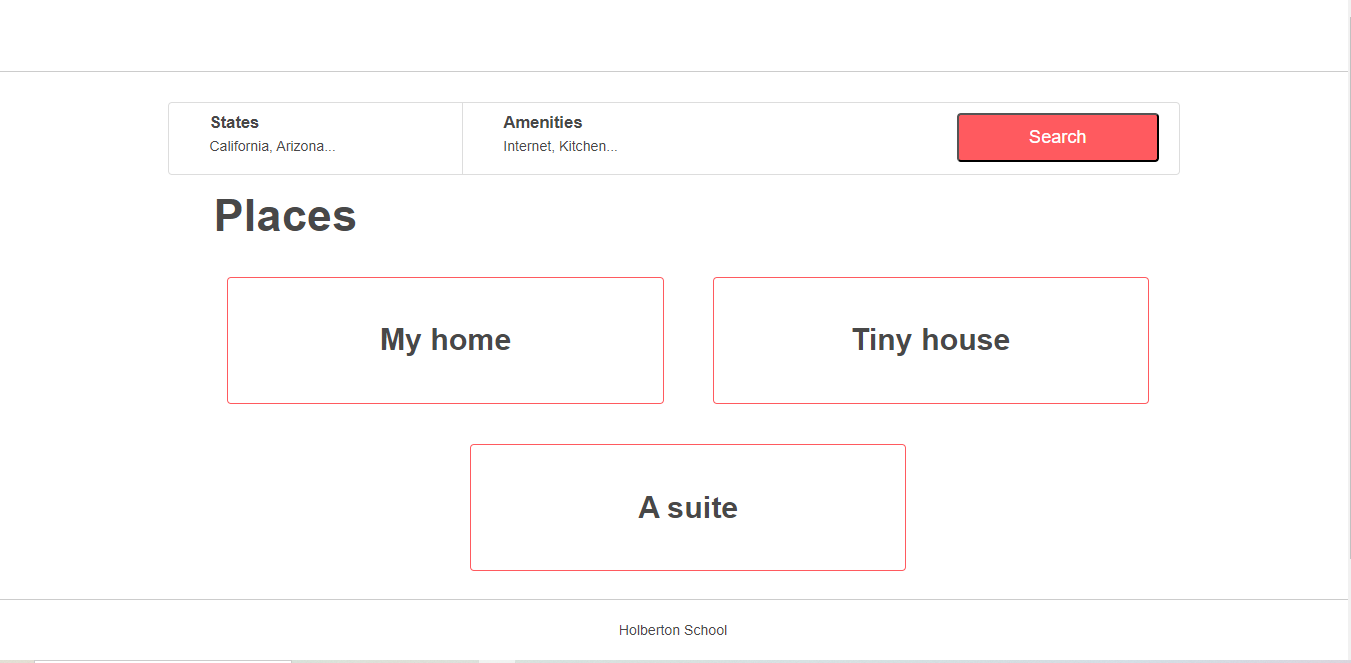 States
California, Arizona...
Amenities
Internet, Kitchen...
Search
Places
My home
Tiny house
A suite
Holberton School